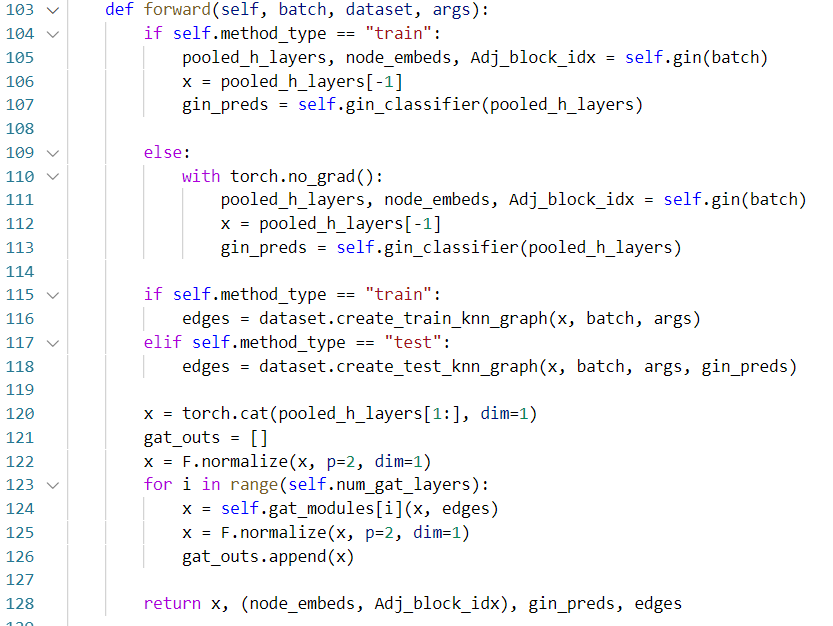 103 def forward(self, batch, dataset, args):
104 if self.method_type == "train":
105 pooled_h_layers, node_embeds, Adj_block_idx = self.gin(batch)
106 x = pooled_h_layers[-1]
107 gin_preds = self.gin_classifier(pooled_h_layers)
108
109 else:
110 with torch.no_grad():
111 pooled_h_layers, node_embeds, Adj_block_idx = self.gin(batch)
112 x = pooled_h_layers[-1]
113 gin_preds = self.gin_classifier(pooled_h_layers)
114
115 if self.method_type == "train":
116 edges = dataset.create_train_knn_graph(x, batch, args)
117 elif self.method_type == "test":
118 edges = dataset.create_test_knn_graph(x, batch, args, gin_preds)
119
120 x = torch.cat(pooled_h_layers[1:], dim=1)
121 gat_outs = []
122 x = F.normalize(x, p=2, dim=1)
123 for i in range(self.num_gat_layers):
124 x = self.gat_modules[i](x, edges)
125 x = F.normalize(x, p=2, dim=1)
126 gat_outs.append(x)
127
128 return x, (node_embeds, Adj_block_idx), gin_preds, edges